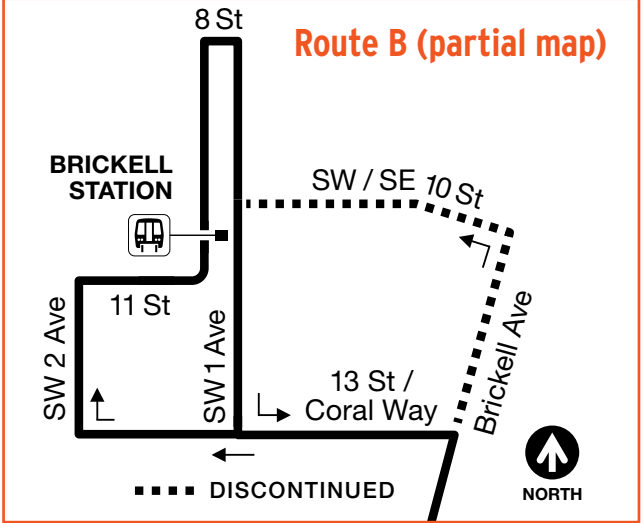 8 St
Route B (partial map)
BRICKELL
STATION
SW / SE 10 St
11 St
SW 2 Ave
SW 1 Ave
13 St /
Coral Way
Brickell Ave
DISCONTINUED
NORTH